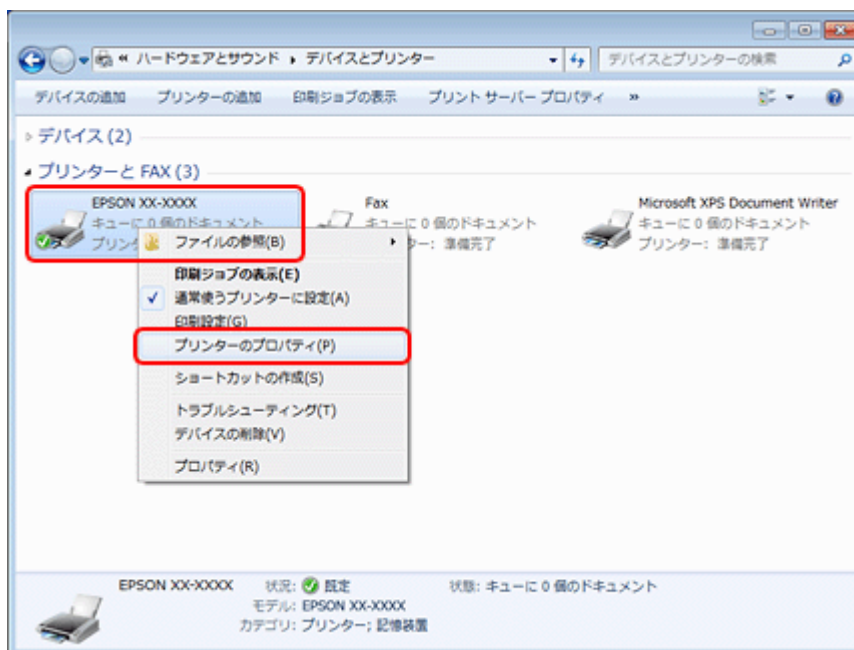 « ハードウェアとサウンド ▸ デバイスとプリンター
デバイスとプリンターの検索
デバイスの追加 プリンターの追加 印刷ジョブの表示 プリント サーバー プロパティ »
デバイス (2)
プリンターと FAX (3)
EPSON XX-XXXX
キューに 0 個のドキュメント
プリン
Fax
キューに 0 個のドキュメント
ー: 準備完了
Microsoft XPS Document Writer
キューに 0 個のドキュメント
プリンター: 準備完了
ファイルの参照(B)
印刷ジョブの表示(E)
通常使うプリンターに設定(A)
印刷設定(G)
プリンターのプロパティ(P)
ショートカットの作成(S)
トラブルシューティング(T)
デバイスの削除(V)
プロパティ(R)
EPSON XX-XXXX 状況: 既定 状態: キューに 0 個のドキュメント
モデル: EPSON XX-XXXX
カテゴリ: プリンター; 記憶装置